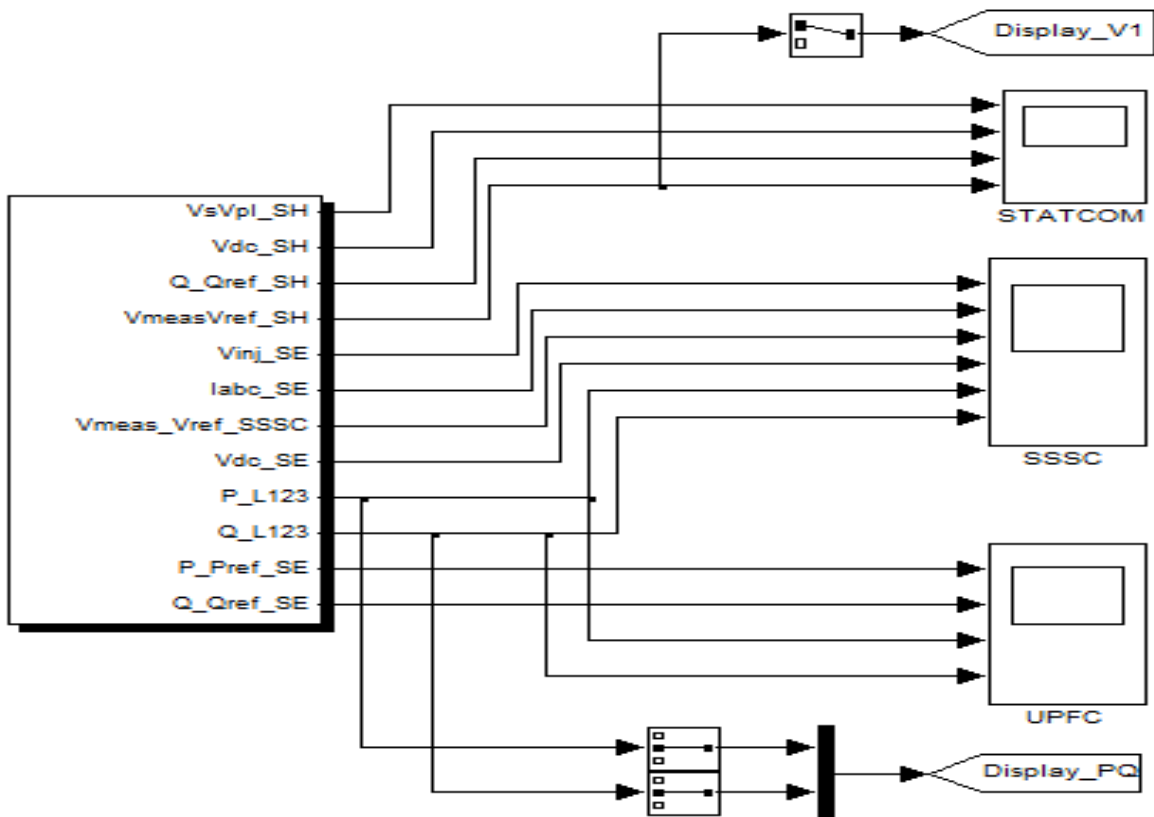 Display_V1
STATCOM
VsVpl_SH
Vdc_SH
Q_Qref_SH
VmeasVref_SH
Vinj_SE
Iabc_SE
Vmeas_Vref_SSSC
Vdc_SE
P_L123
Q_L123
P_Pref_SE
Q_Qref_SE
SSSC
UPFC
Display_PQ